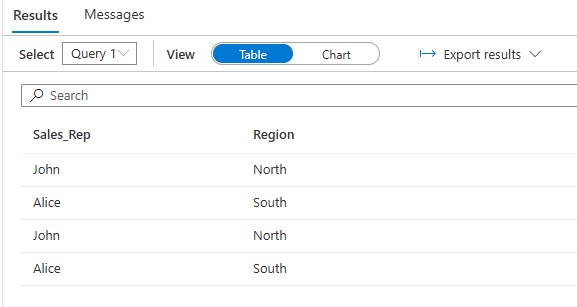 Results Messages
Select Query 1 View Table Chart Export results
Search
Sales_Rep Region
John North
Alice South
John North
Alice South